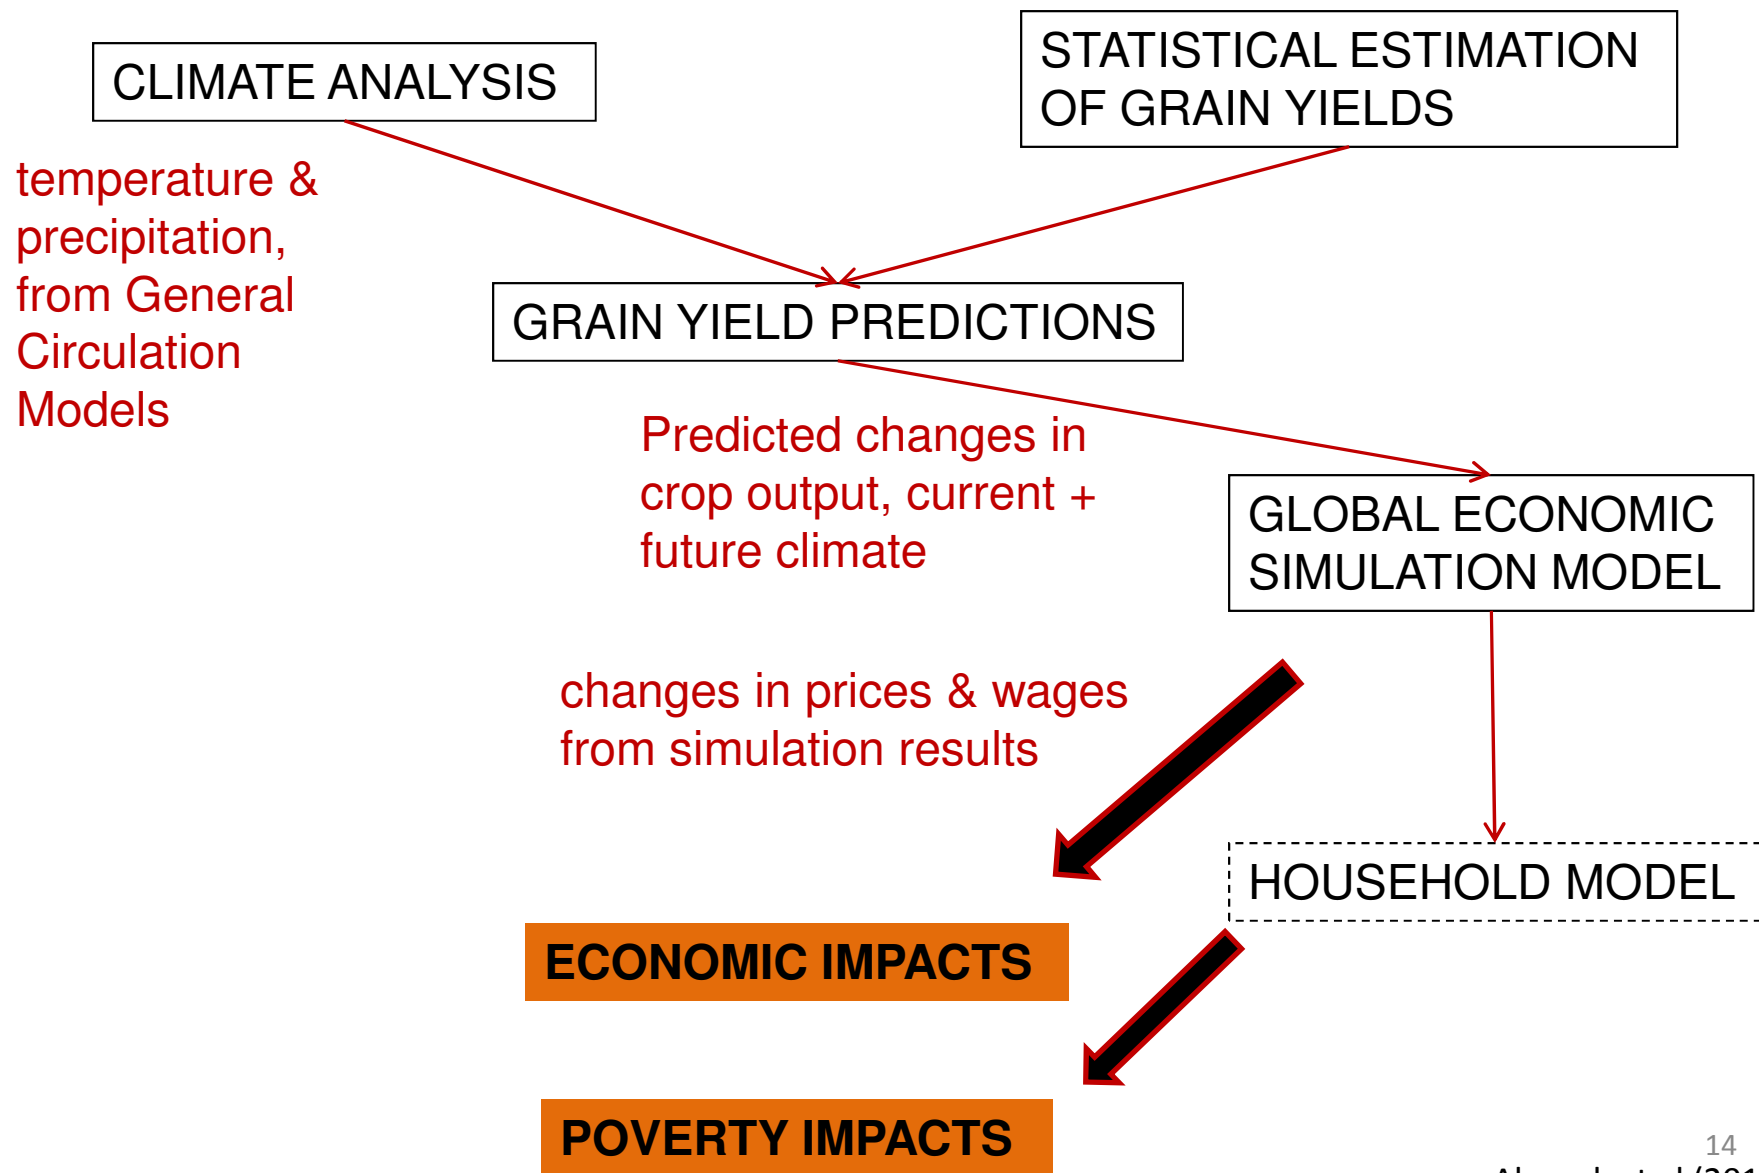 CLIMATE ANALYSIS
STATISTICAL ESTIMATION
OF GRAIN YIELDS
temperature &
precipitation,
from General
Circulation
Models
GRAIN YIELD PREDICTIONS
Predicted changes in
crop output, current +
future climate
GLOBAL ECONOMIC
SIMULATION MODEL
changes in prices & wages
from simulation results
HOUSEHOLD MODEL
ECONOMIC IMPACTS
POVERTY IMPACTS
14